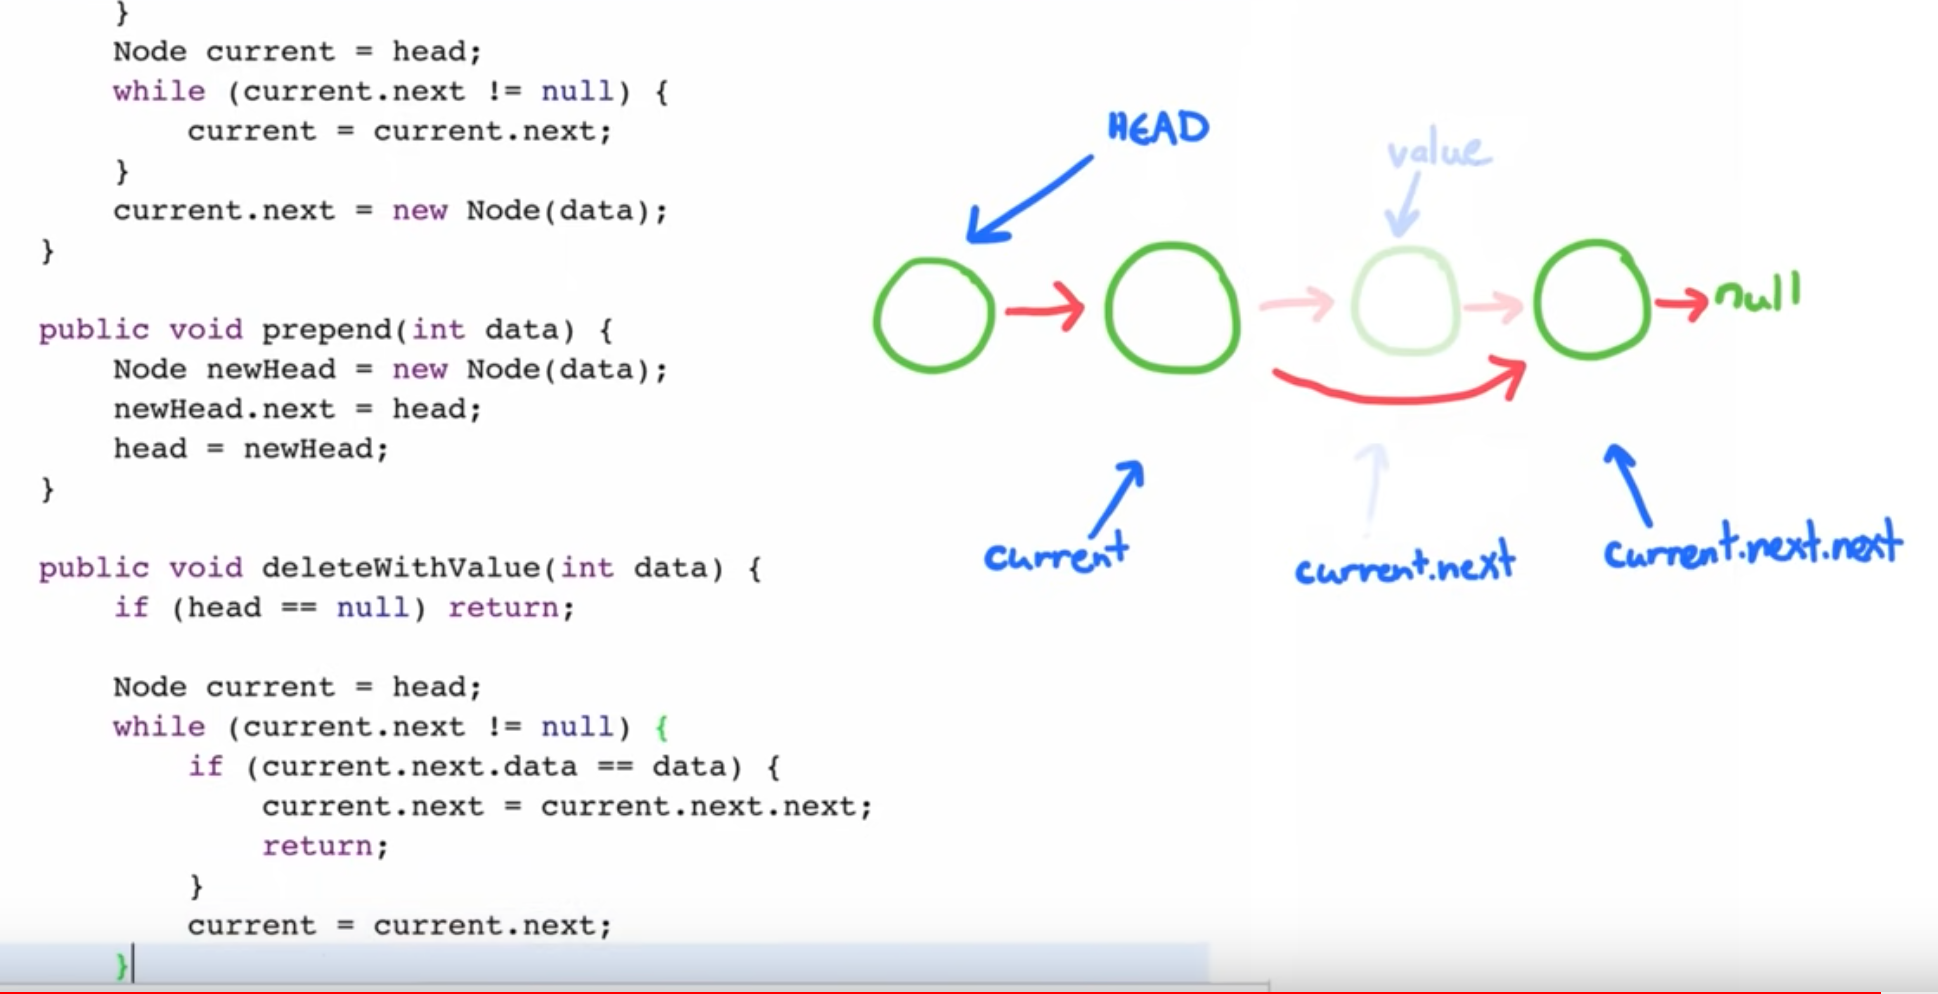 }
Node current = head;
while (current.next != null) {
current = current.next;
}
current.next = new Node(data);
}
public void prepend(int data) {
Node newHead = new Node(data);
newHead.next = head;
head = newHead;
}
public void deleteWithValue(int data) {
if (head == null) return;
Node current = head;
while (current.next != null) {
if (current.next.data == data) {
current.next = current.next.next;
return;
}
current = current.next;
}
HEAD
value
null
current
current.next
current.next.next